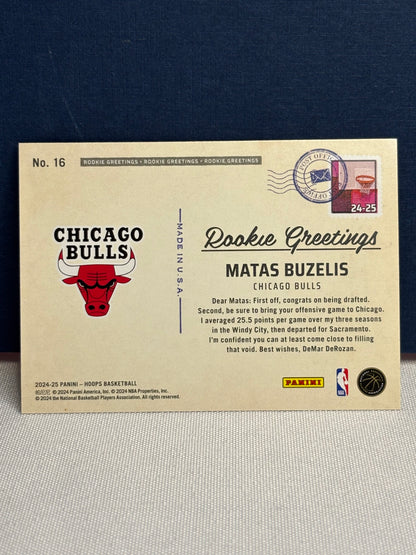 No. 16
ROOKIE GREETINGS • ROOKIE GREETINGS • ROOKIE GREETINGS
POST OFFICE
24-25
CHICAGO
BULLS
MADE IN U.S.A.
Rookie Greetings
MATAS BUZELIS
CHICAGO BULLS
Dear Matas: First off, congrats on being drafted.
Second, be sure to bring your offensive game to Chicago.
I averaged 25.5 points per game over my three seasons
in the Windy City, then departed for Sacramento.
I'm confident you can at least come close to filling
that void. Best wishes, DeMar DeRozan.
2024-25 PANINI – HOOPS BASKETBALL
© 2024 Panini America, Inc. © 2024 NBA Properties, Inc.
© 2024 the National Basketball Players Association. All rights reserved.
PANINI